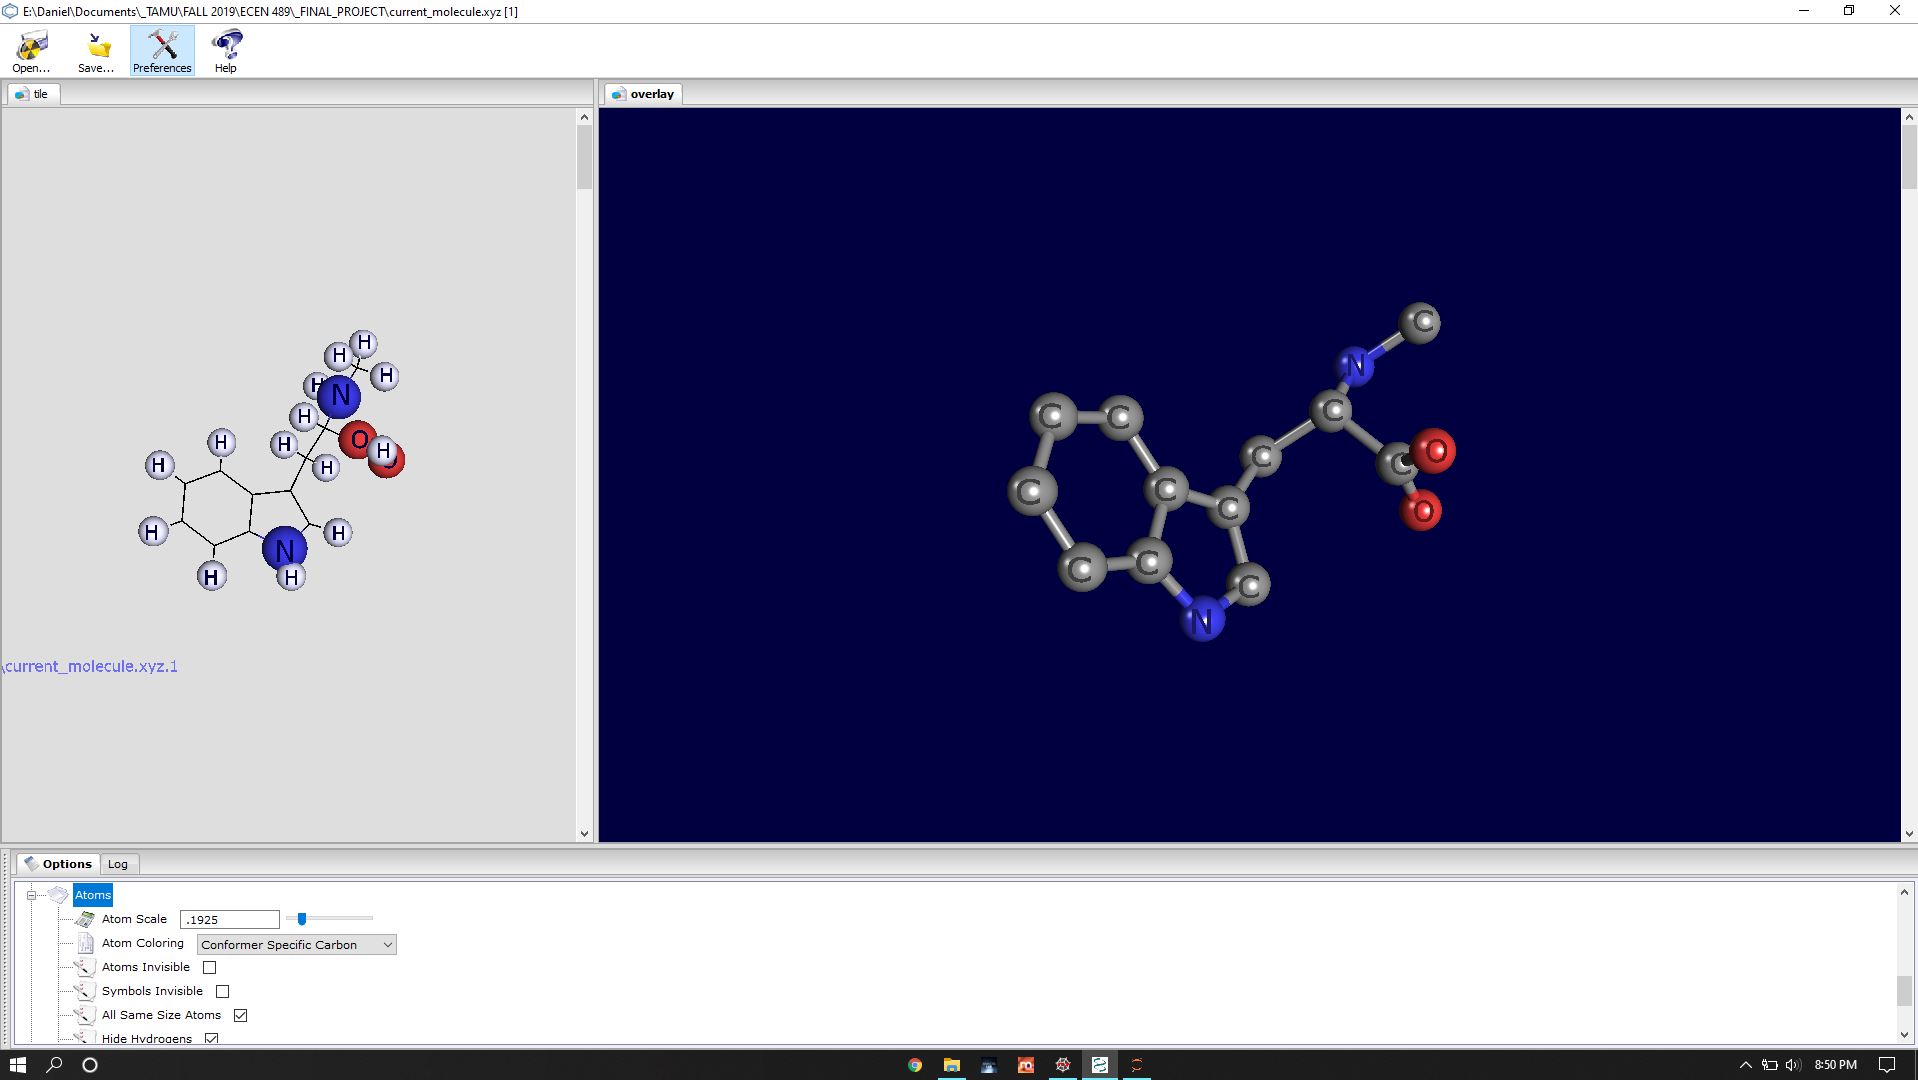 E:\Daniel\Documents\_TAMU\FALL 2019\ECEN 489\_FINAL_PROJECT\current_molecule.xyz [1]
Open... Save... Preferences Help
tile
overlay
H
H H
H N
H
H O H
H H
H
H
H N H
H H
\current_molecule.xyz.1
C
N
C C C
C C O
C C C O
C C C
N
Options Log
Atoms
Atom Scale .1925
Atom Coloring Conformer Specific Carbon
Atoms Invisible
Symbols Invisible
All Same Size Atoms
Hide Hydrogens
8:50 PM